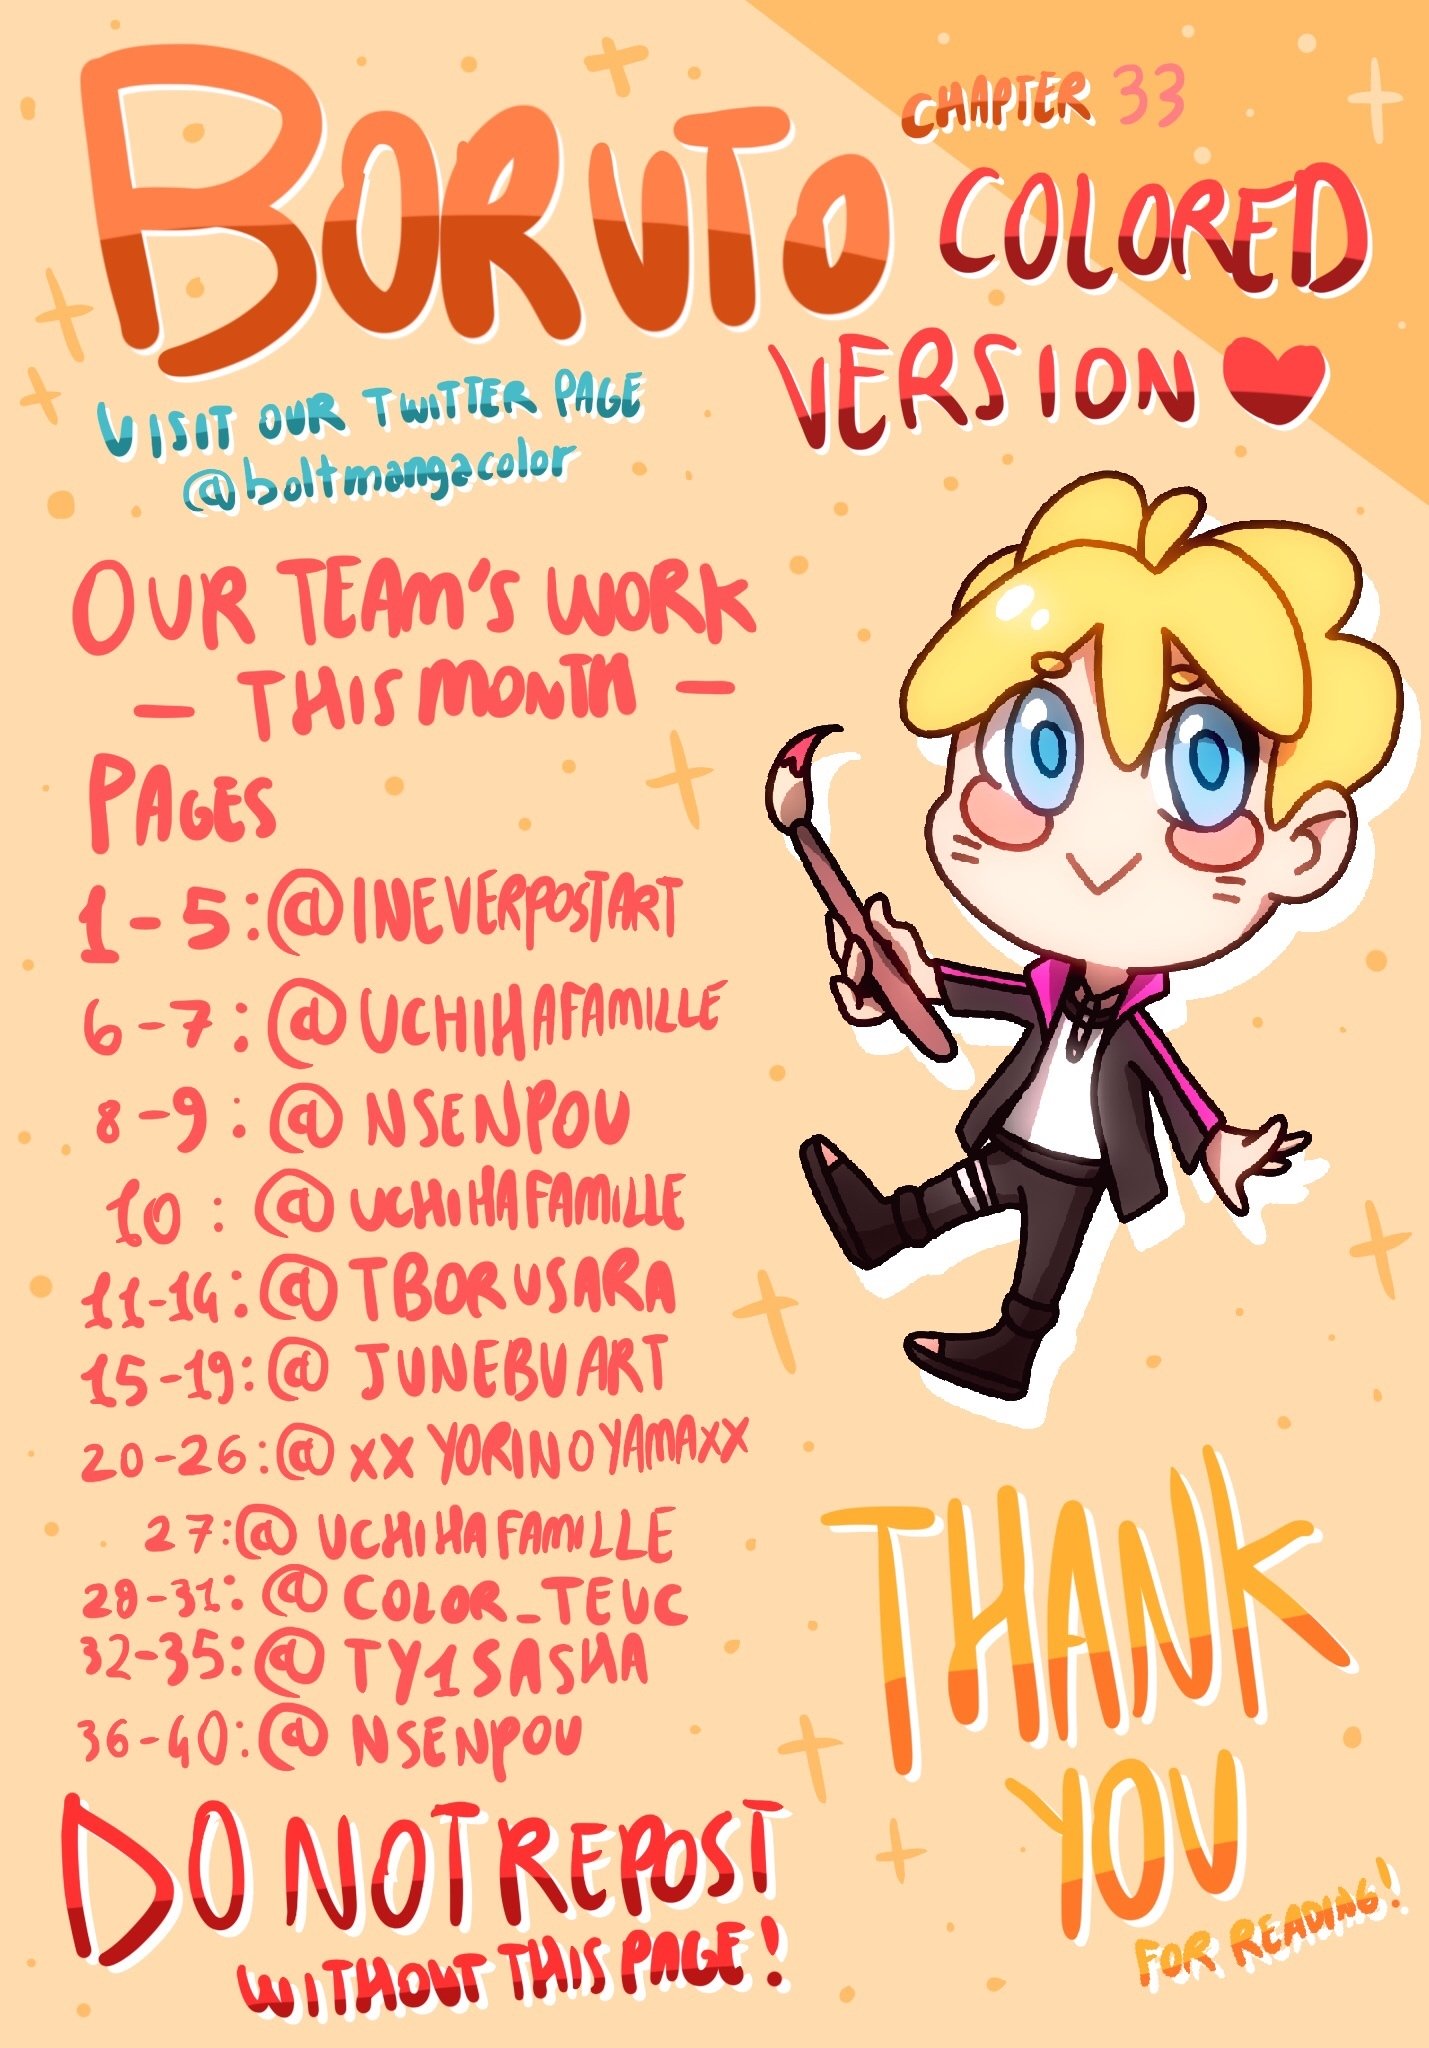 BORUTO
CHAPTER 33
COLORED
VERSION
VISIT OUR TWITTER PAGE
@boltmangacolor
OUR TEAM'S WORK
- THIS MONTH -
PAGES
1-5:@INEVERPOSTART
6-7:@UCHIHAFAMILLE
8-9:@NSENPOU
10:@UCHIHAFAMILLE
11-14:@TBORUSARA
15-19:@JUNEBUART
20-26:@XXYORINOYAMAXX
27:@UCHIHAFAMILLE
28-31:@COLOR_TEUC
32-35:@TY1SASHA
36-40:@NSENPOU
DO NOT REPOST
WITHOUT THIS PAGE!
THANK
YOU
FOR READING!